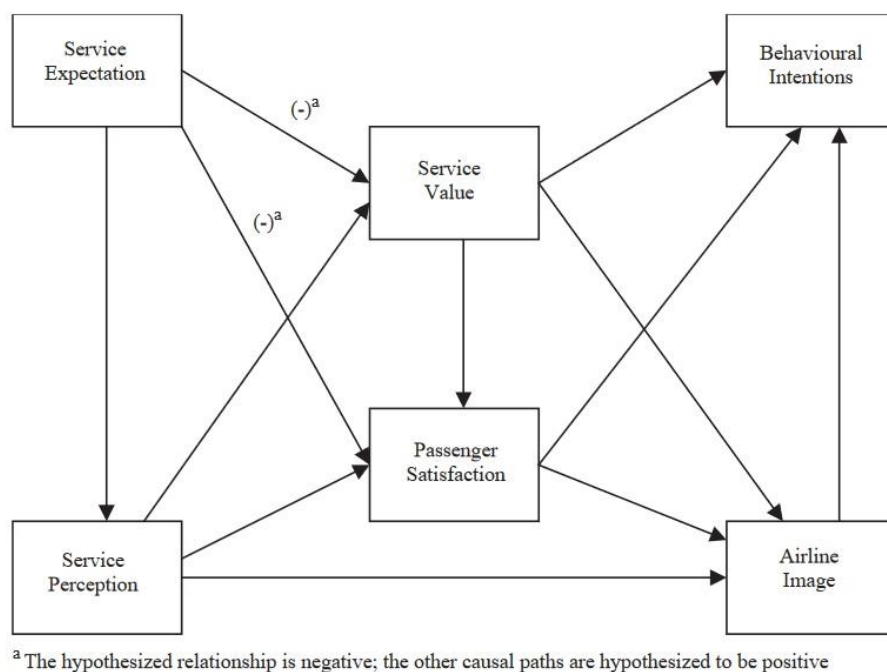 Service
Expectation
Behavioural
Intentions
(-)a
Service
Value
(-)a
Passenger
Satisfaction
Service
Perception
Airline
Image
a The hypothesized relationship is negative; the other causal paths are hypothesized to be positive